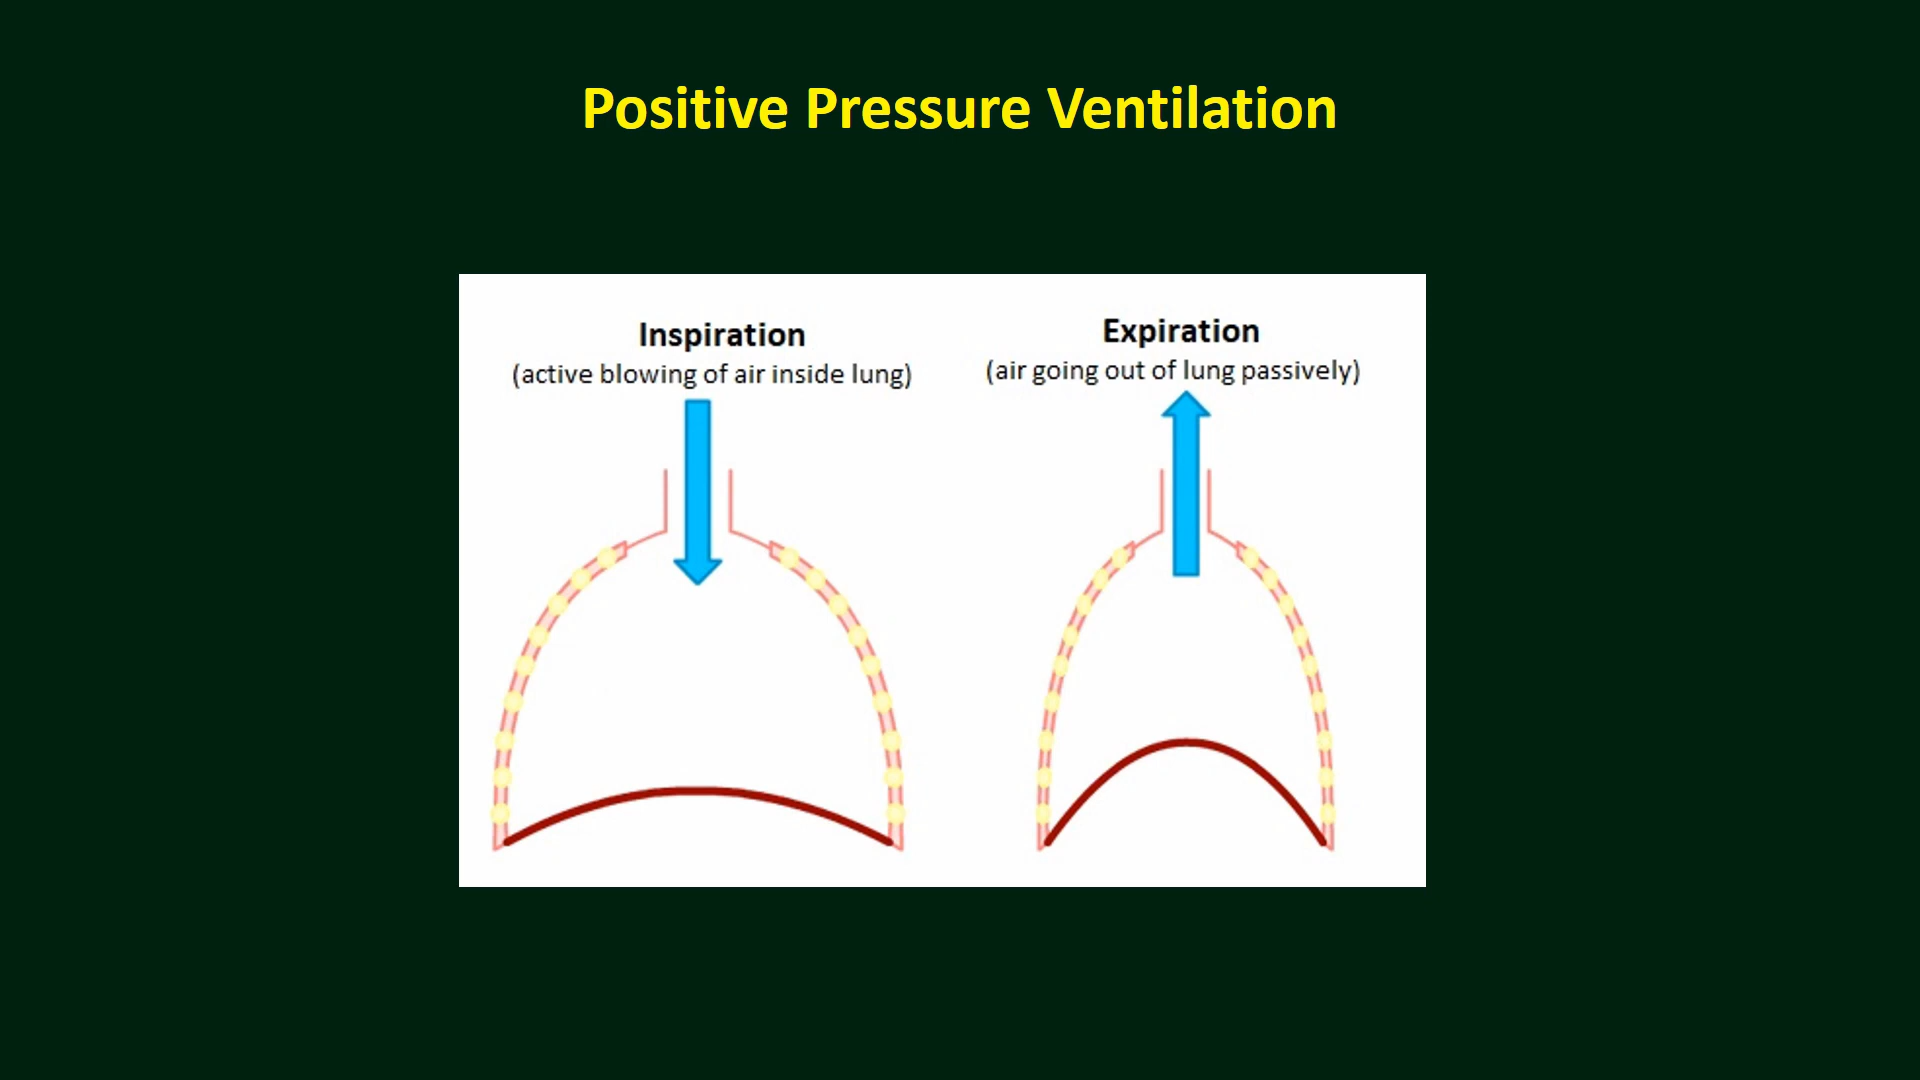 Positive Pressure Ventilation
Inspiration
(active blowing of air inside lung)
Expiration
(air going out of lung passively)